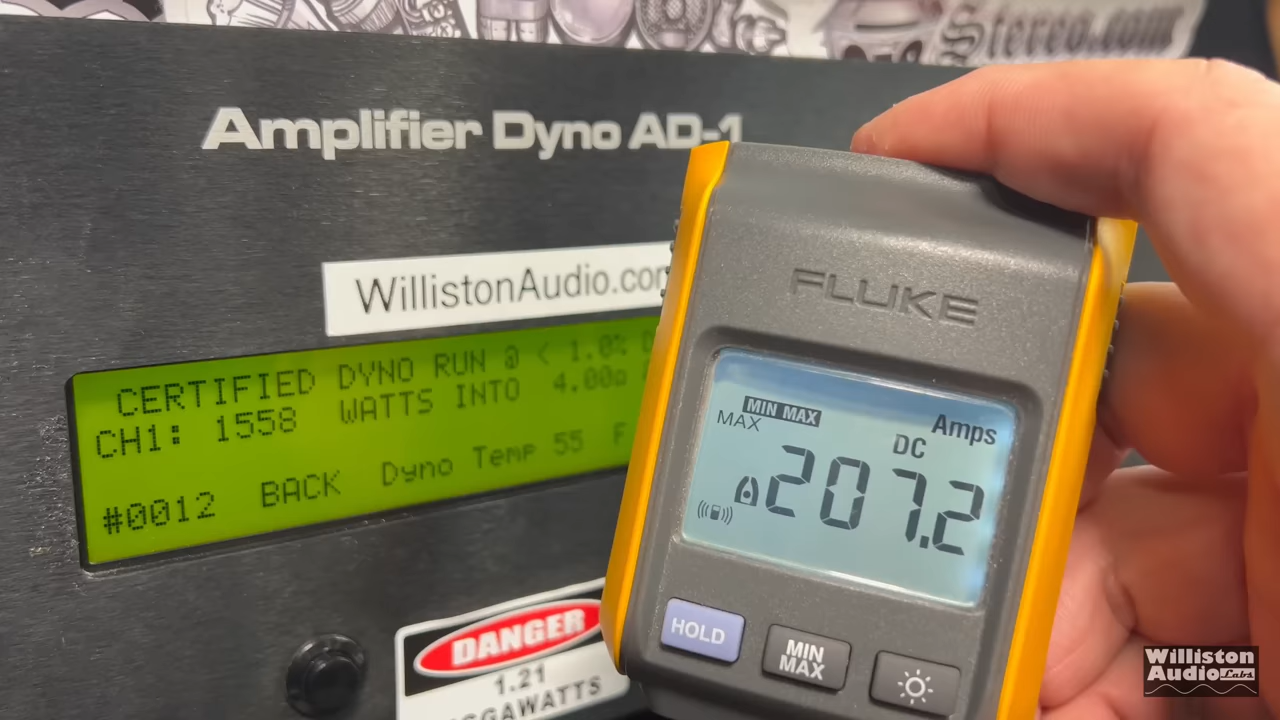 Stereo.com
Amplifier Dyno AD-1
WillistonAudio.com
CERTIFIED DYNO RUN @ < 1.0%
CH1: 1558 WATTS INTO 4.00Ω
#0012 BACK Dyno Temp 55 F
DANGER
1.21
FLUKE
MAX MIN MAX Amps
DC
207.2
HOLD
MIN
MAX
Williston
AudioLabs